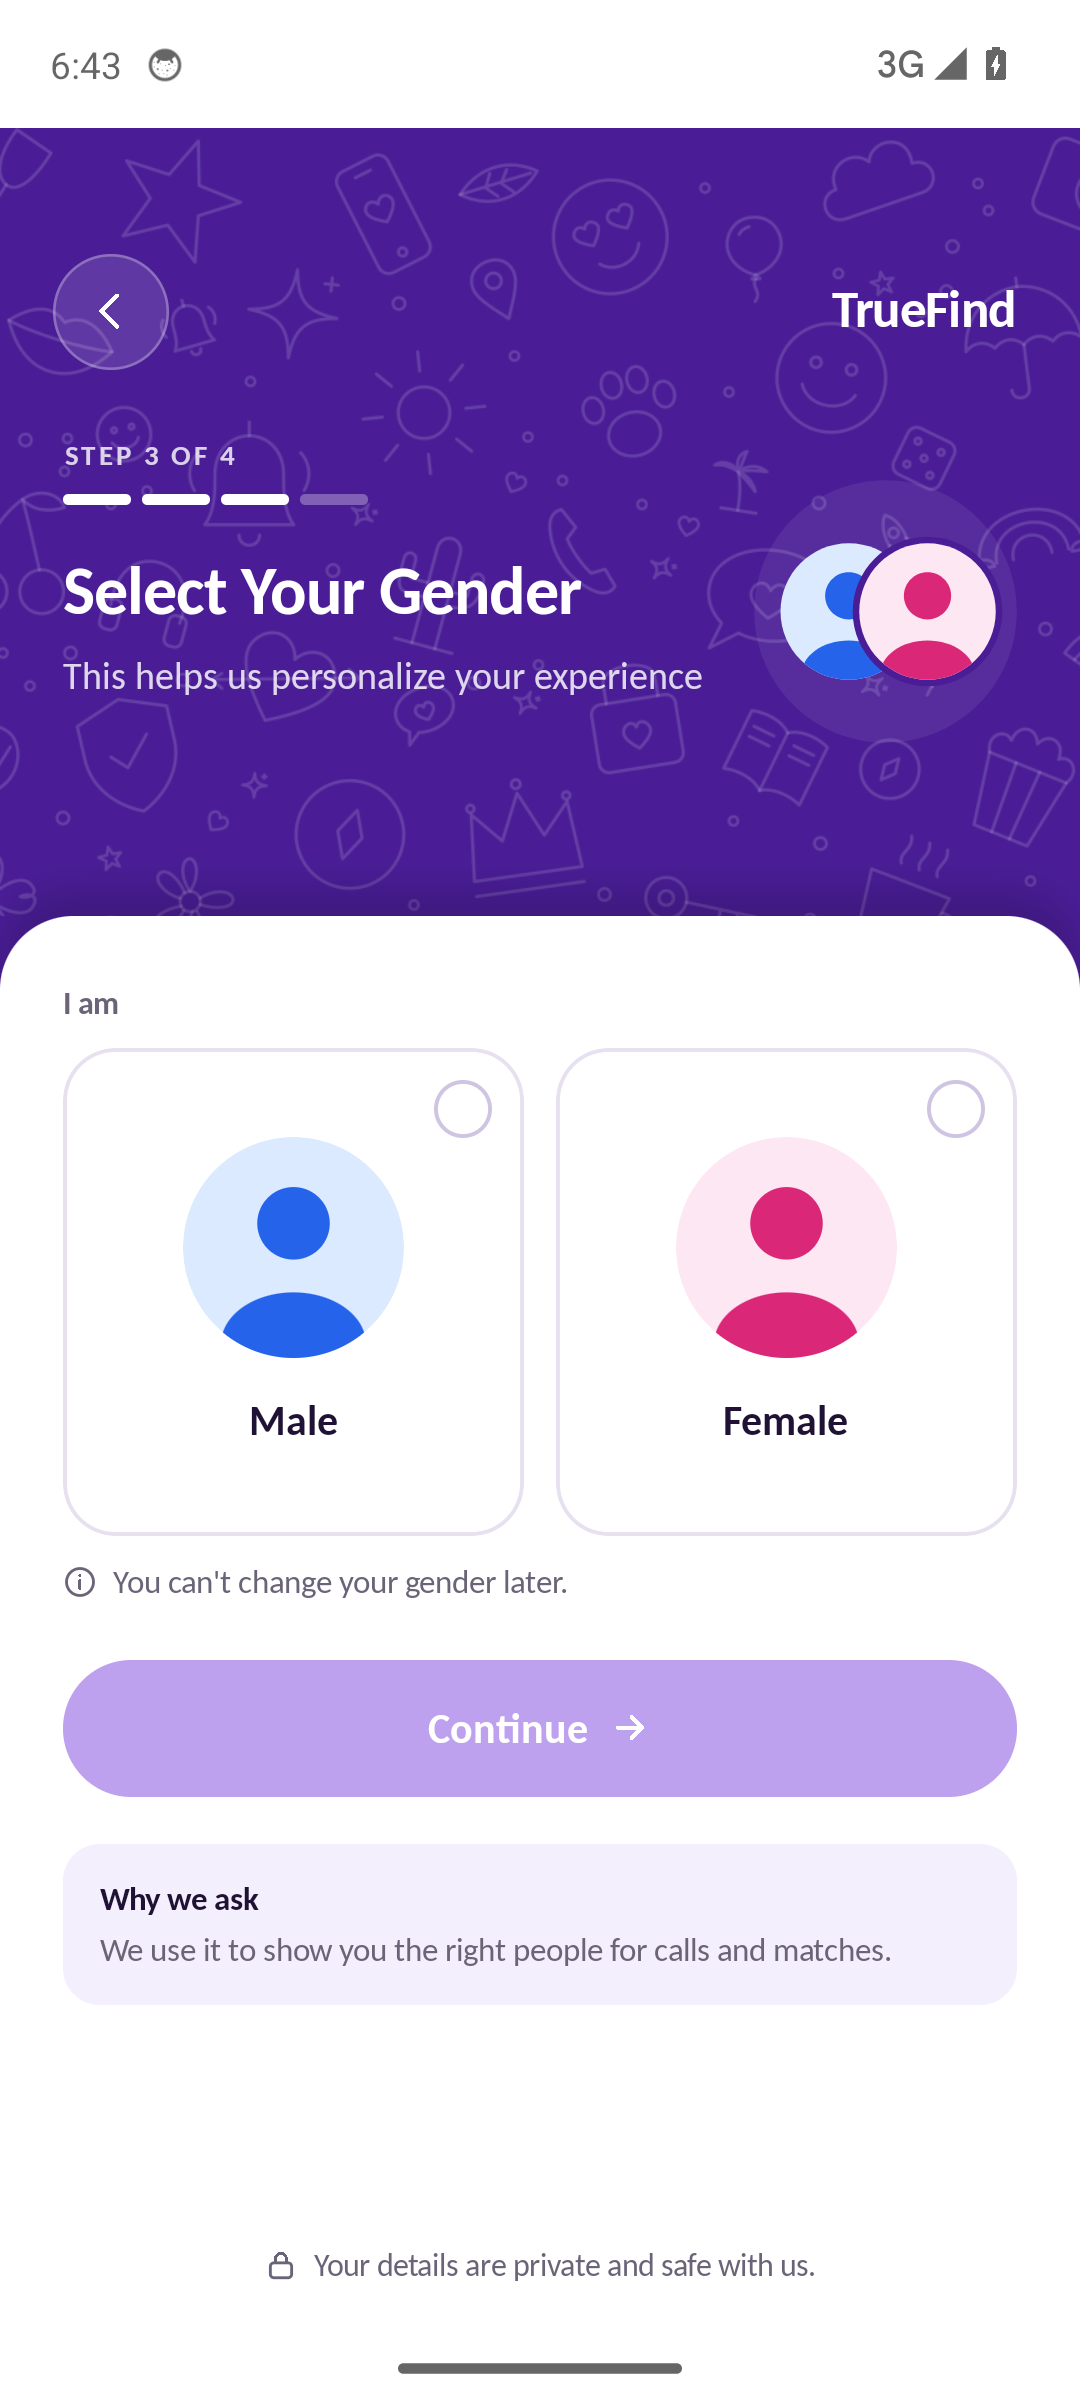 6:43
3G
TrueFind
STEP 3 OF 4
Select Your Gender
This helps us personalize your experience
I am
Male
Female
You can't change your gender later.
Continue
Why we ask
We use it to show you the right people for calls and matches.
Your details are private and safe with us.